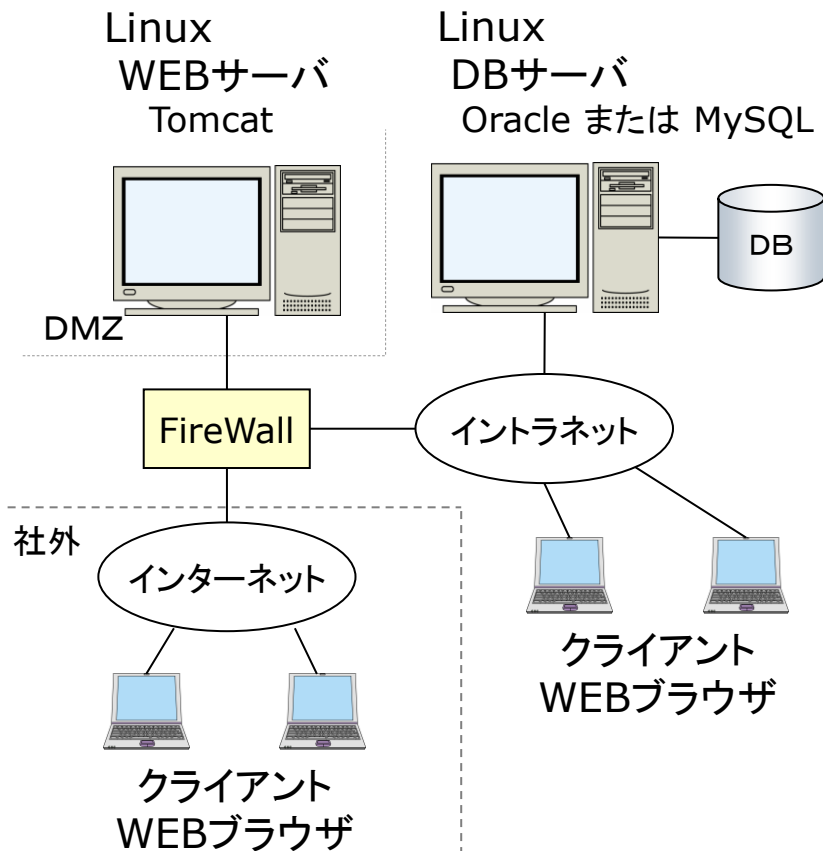 Linux
WEBサーバ
Tomcat
Linux
DBサーバ
Oracle または MySQL
DB
DMZ
FireWall
イントラネット
社外
インターネット
クライアント
WEBブラウザ
クライアント
WEBブラウザ